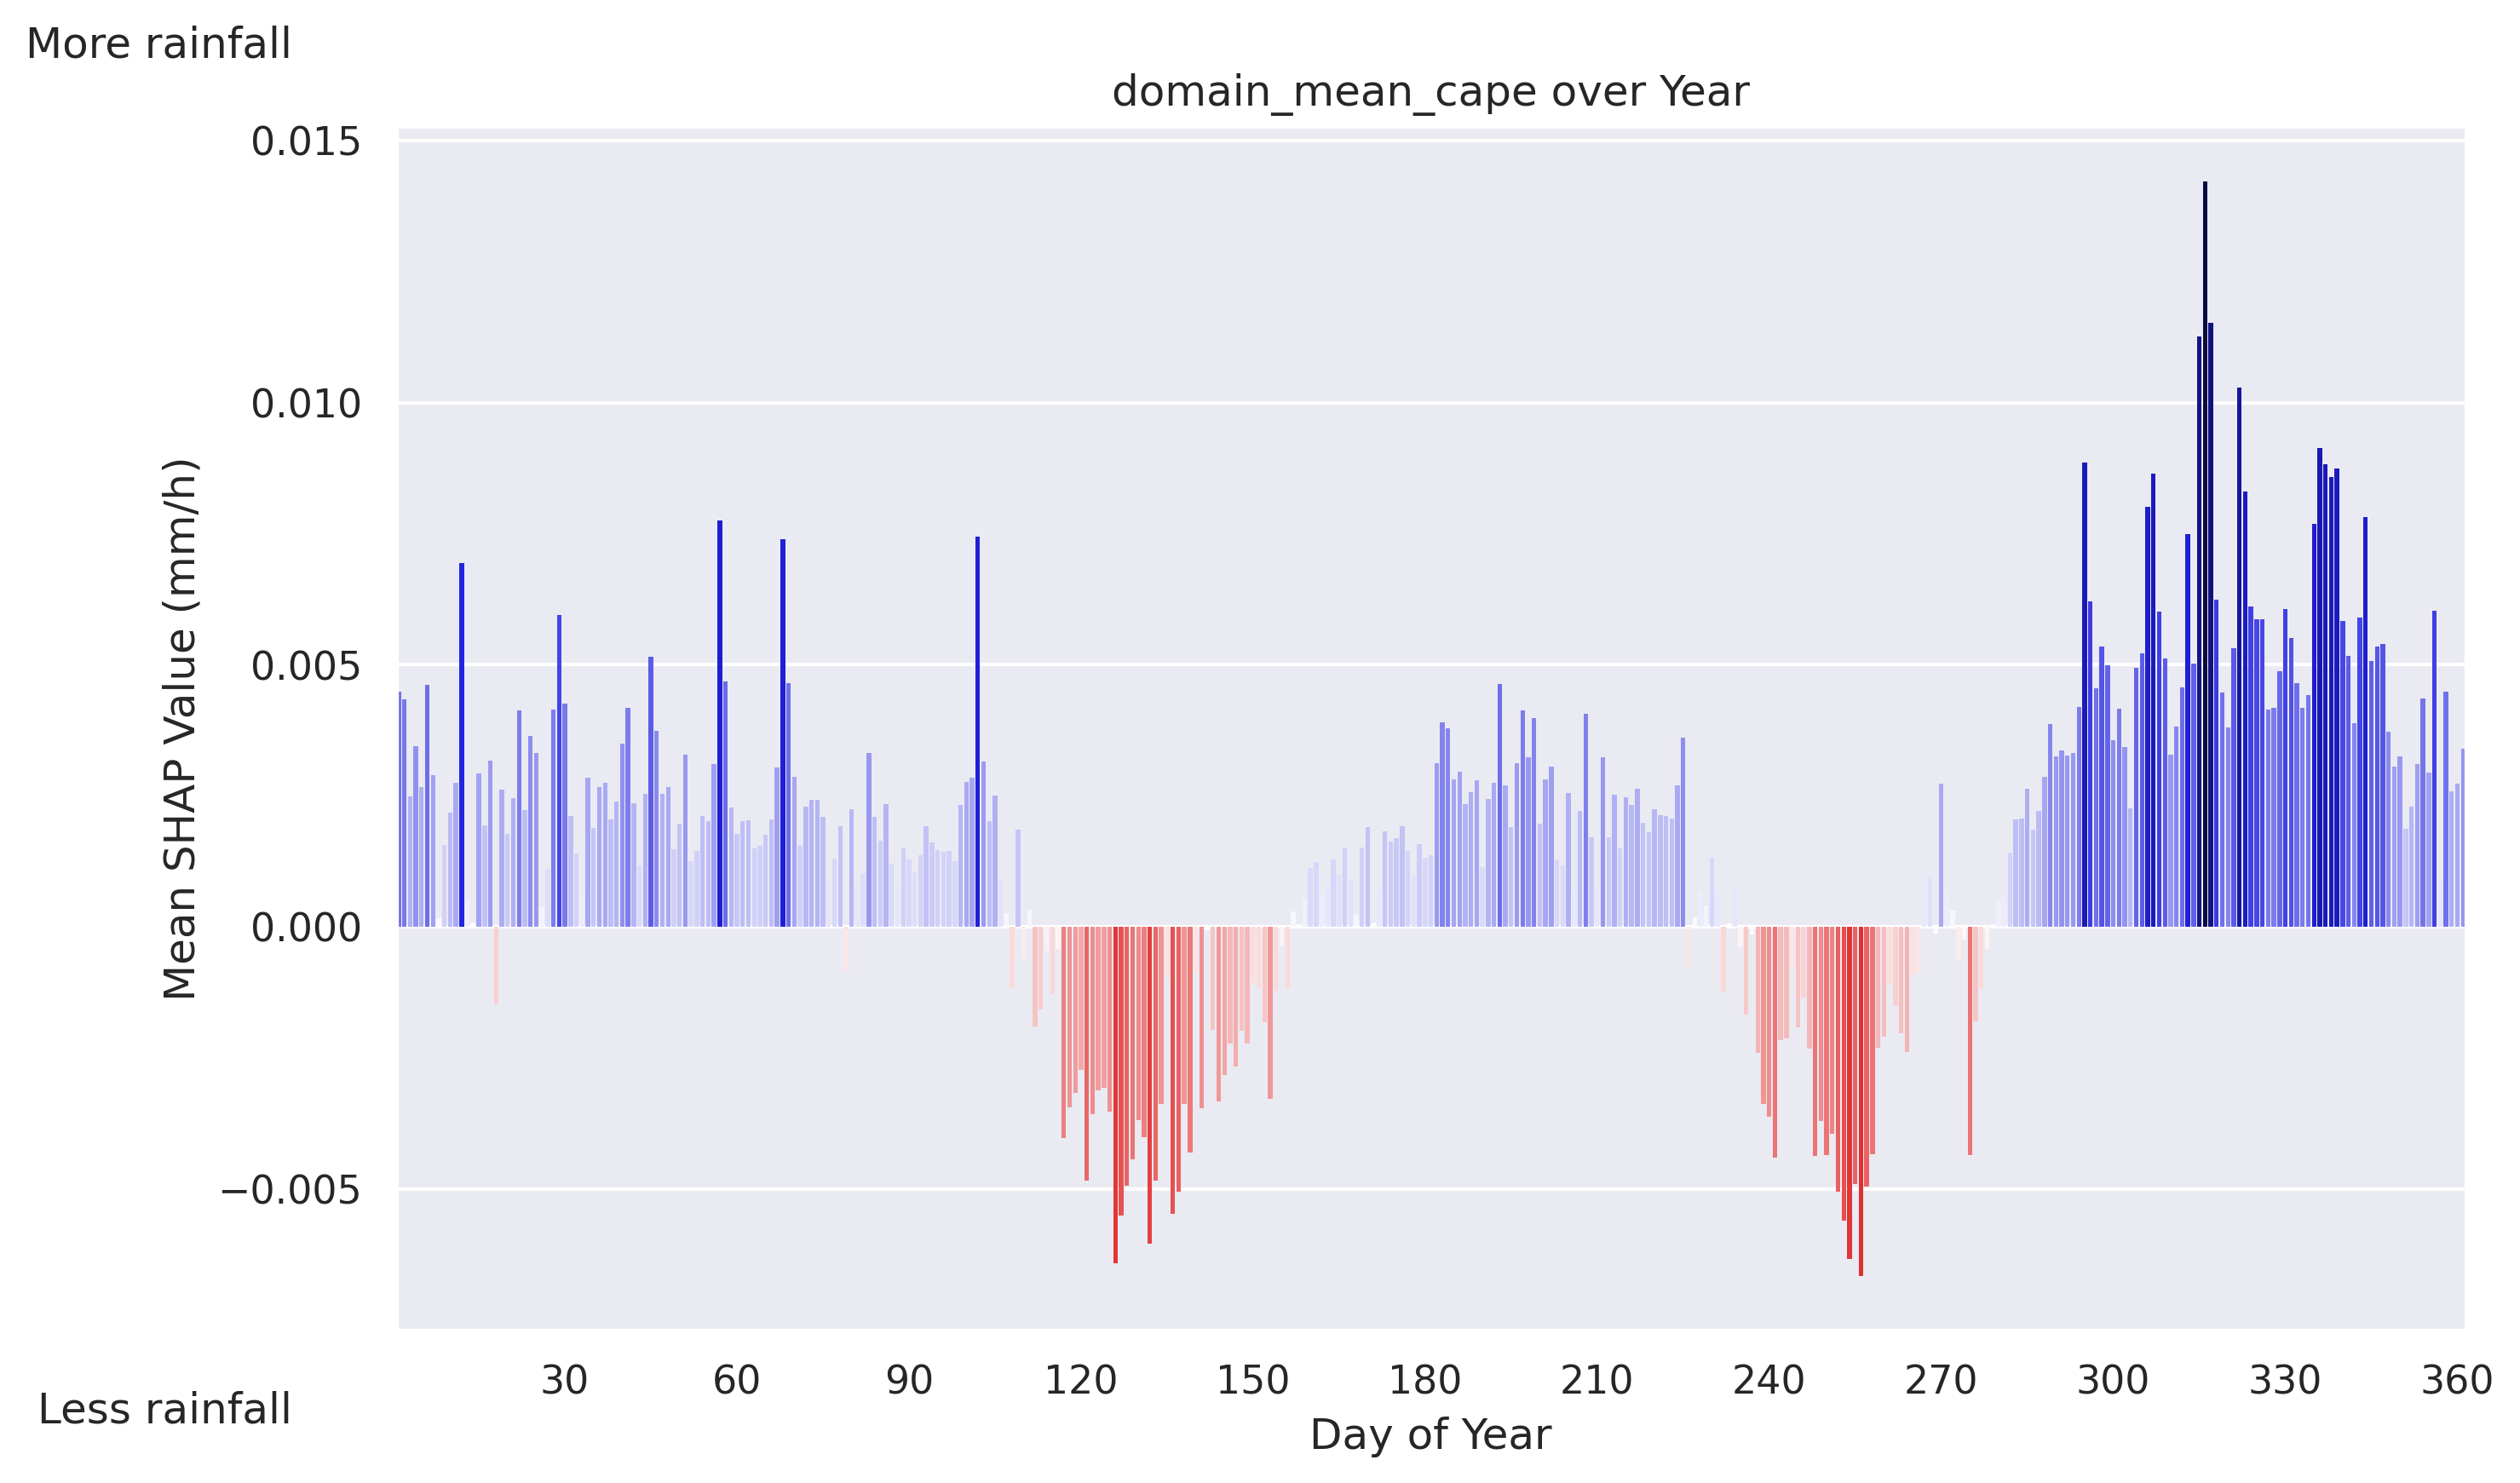 More rainfall
domain_mean_cape over Year
0.015
0.010
0.005
0.000
−0.005
Mean SHAP Value (mm/h)
30 60 90 120 150 180 210 240 270 300 330 360
Less rainfall
Day of Year